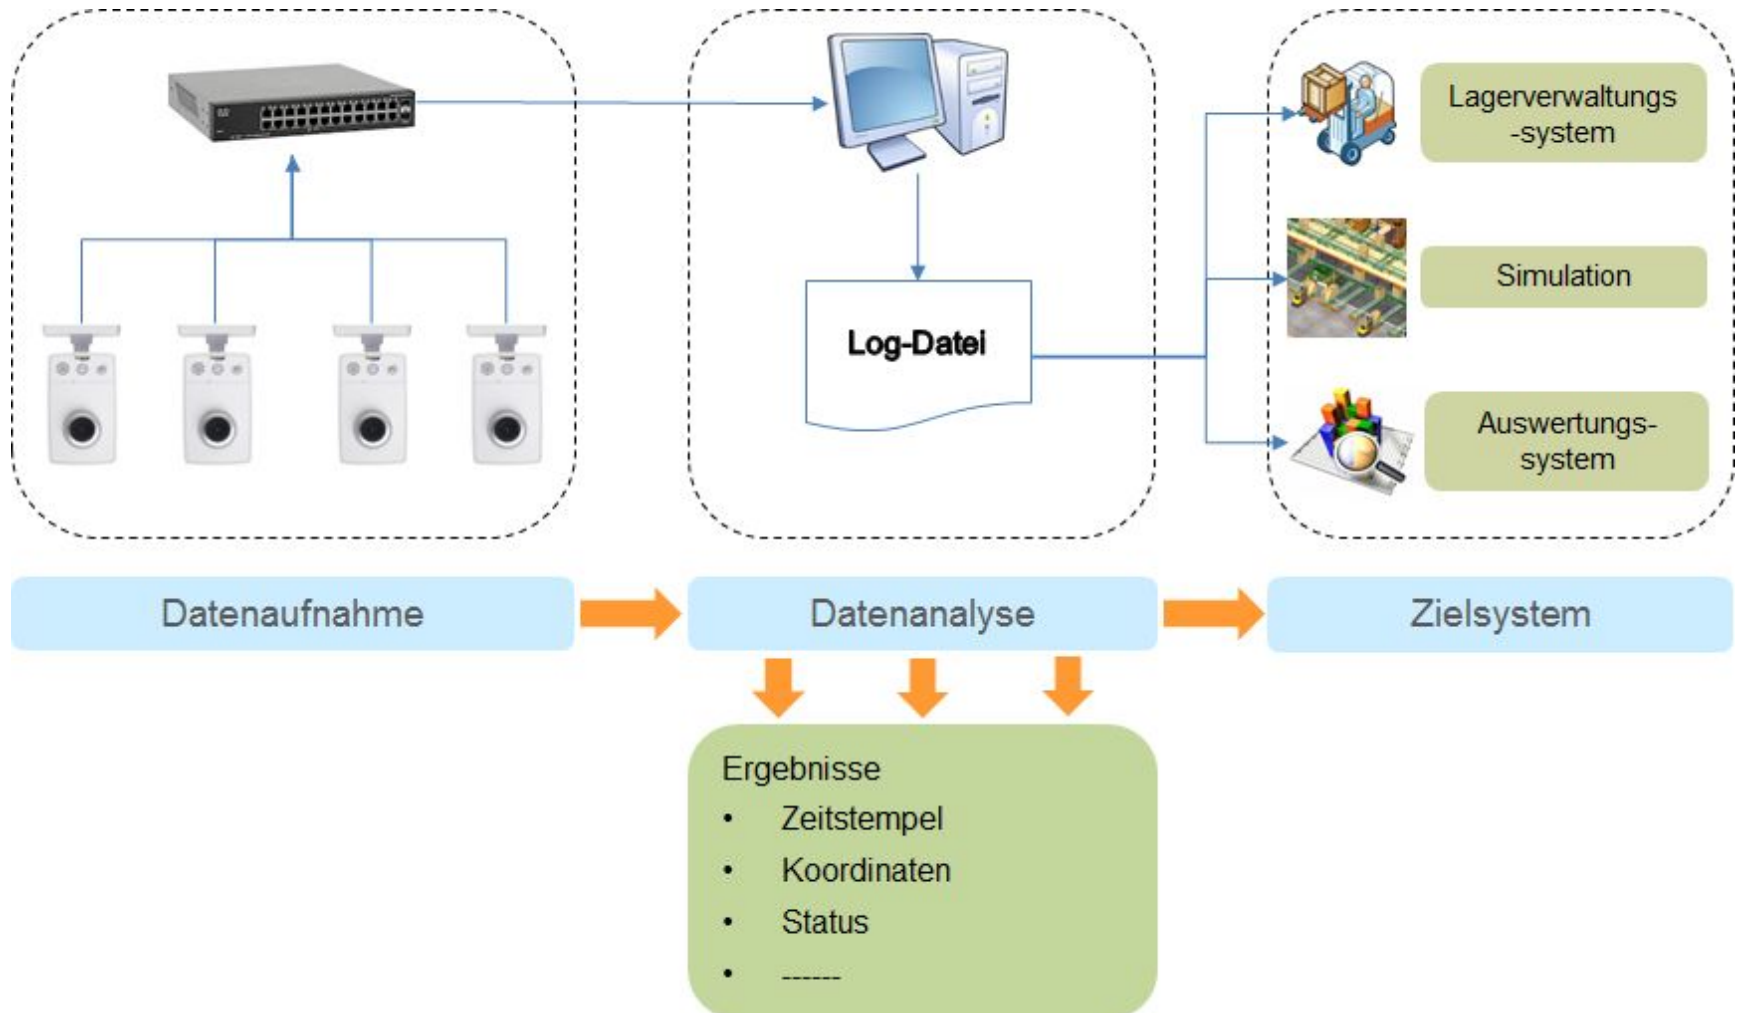 Lagerverwaltungs
-system
Simulation
Log-Datei
Auswertungs-
system
Datenaufnahme
Datenanalyse
Zielsystem
Ergebnisse
• Zeitstempel
• Koordinaten
• Status
• ------